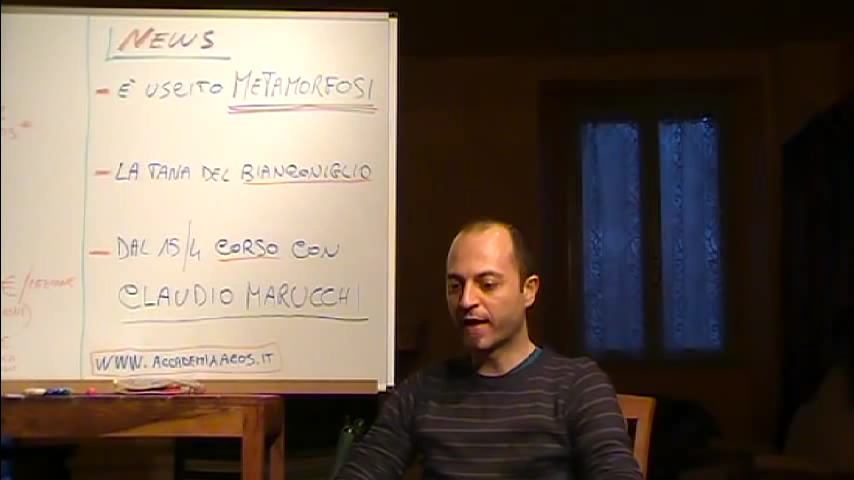 NEWS
- È USCITO METAMORFOSI
- LA TANA DEL BIANCONIGLIO
- DAL 15/4 CORSO CON
CLAUDIO MARUCCHI
WWW.ACCADEMIAACOS.IT